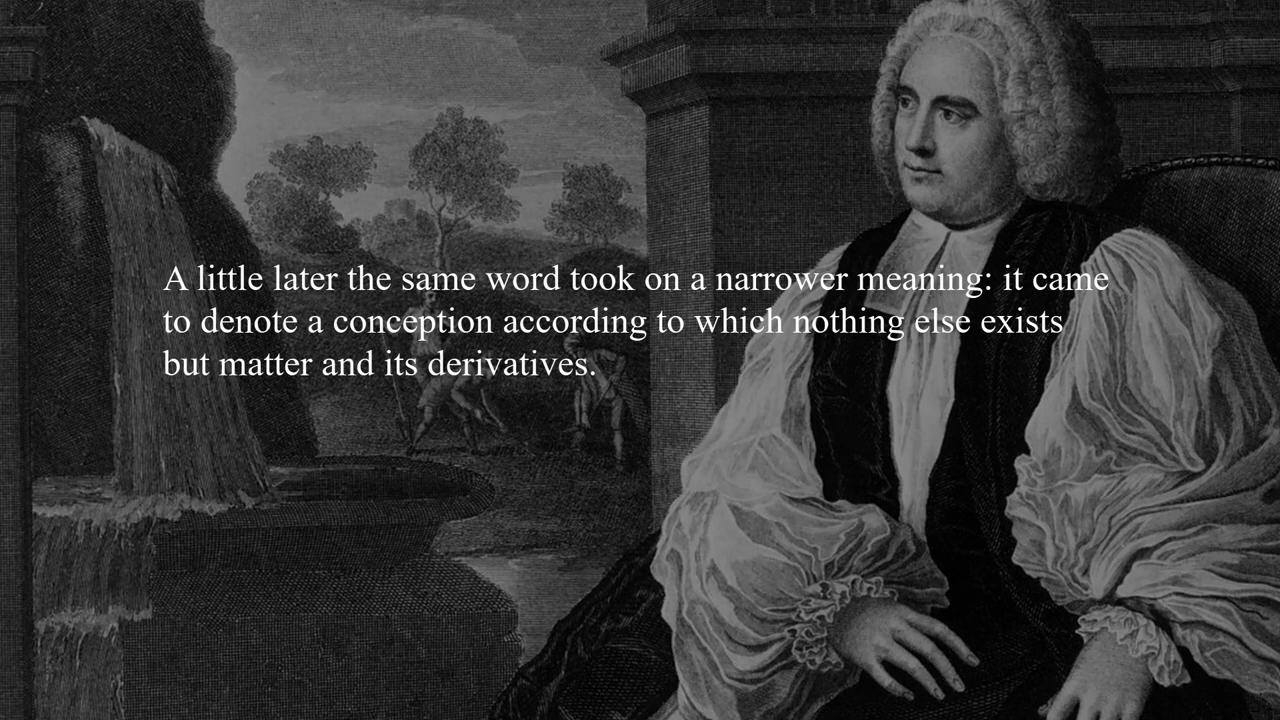 A little later the same word took on a narrower meaning: it came
to denote a conception according to which nothing else exists
but matter and its derivatives.